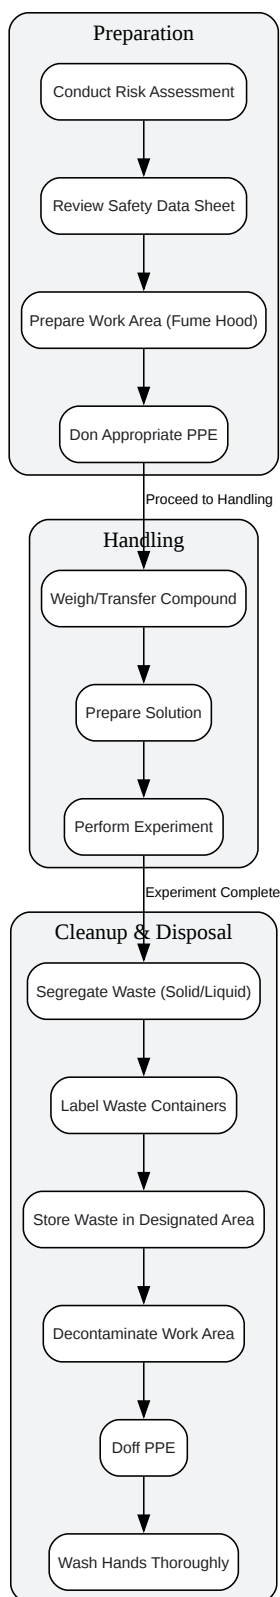 Preparation
Conduct Risk Assessment
Review Safety Data Sheet
Prepare Work Area (Fume Hood)
Don Appropriate PPE
Proceed to Handling
Handling
Weigh/Transfer Compound
Prepare Solution
Perform Experiment
Experiment Complete
Cleanup & Disposal
Segregate Waste (Solid/Liquid)
Label Waste Containers
Store Waste in Designated Area
Decontaminate Work Area
Doff PPE
Wash Hands Thoroughly